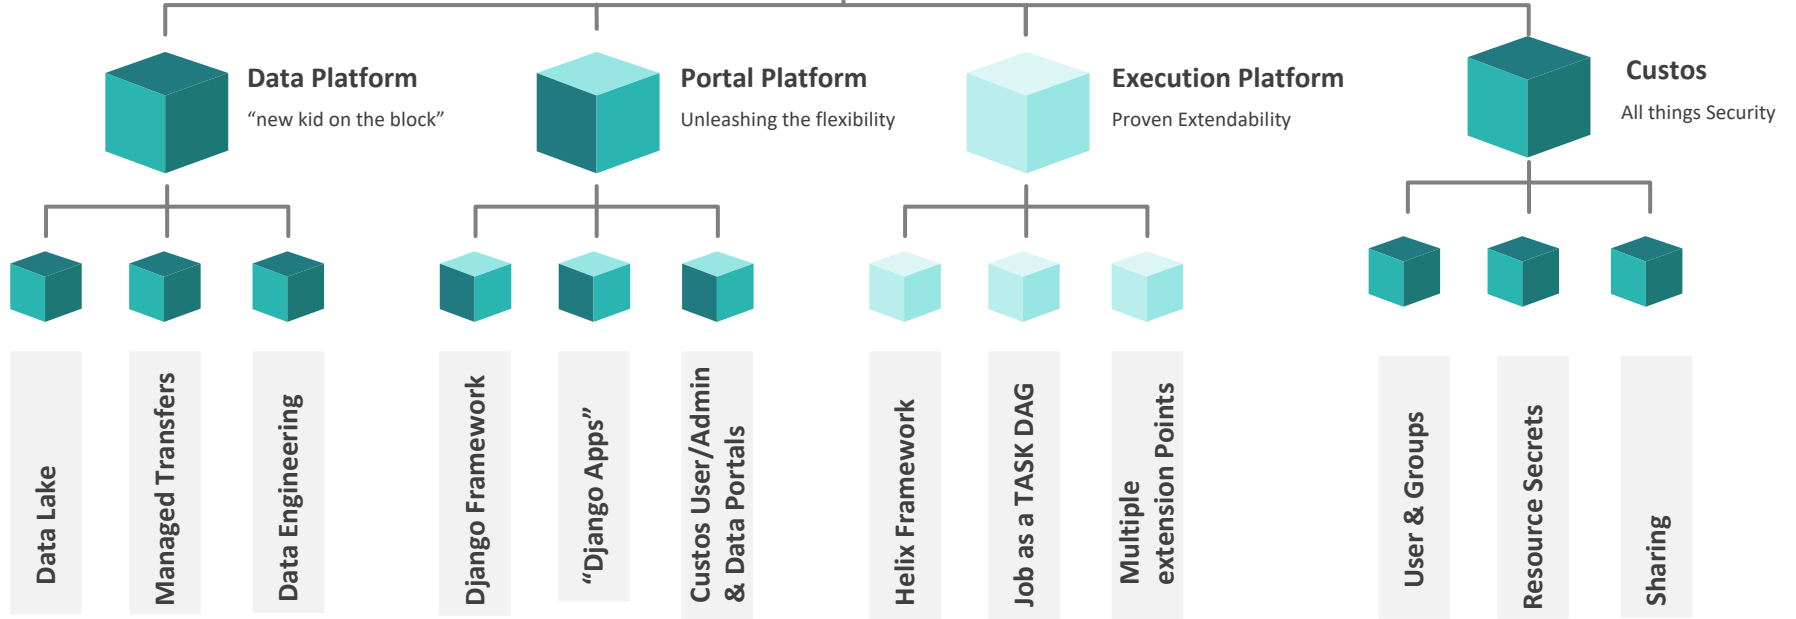 Data Platform
“new kid on the block”
Portal Platform
Unleashing the flexibility
Execution Platform
Proven Extendability
Custos
All things Security
Data Lake
Managed Transfers
Data Engineering
Django Framework
“Django Apps”
Custos User/Admin
& Data Portals
Helix Framework
Job as a TASK DAG
Multiple
extension Points
User & Groups
Resource Secrets
Sharing